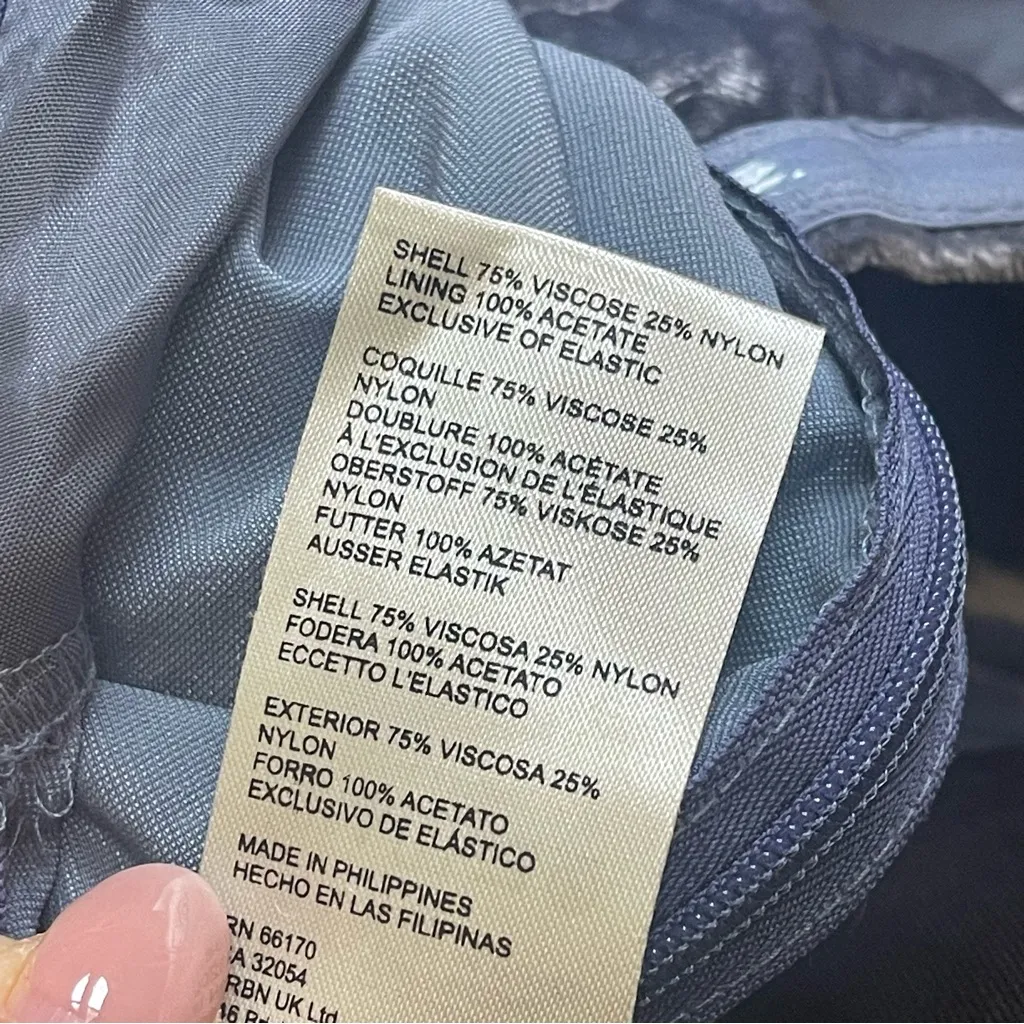 SHELL 75% VISCOSE 25% NYLON
LINING 100% ACETATE
EXCLUSIVE OF ELASTIC
COQUILLE 75% VISCOSE 25%
NYLON
DOUBLURE 100% ACÉTATE
À L'EXCLUSION DE L'ÉLASTIQUE
OBERSTOFF 75% VISKOSE 25%
NYLON
FUTTER 100% AZETAT
AUSSER ELASTIK
SHELL 75% VISCOSA 25% NYLON
FODERA 100% ACETATO
ECCETTO L'ELASTICO
EXTERIOR 75% VISCOSA 25%
NYLON
FORRO 100% ACETATO
EXCLUSIVO DE ELÁSTICO
MADE IN PHILIPPINES
HECHO EN LAS FILIPINAS
RN 66170
A 32054
RBN UK Ltd